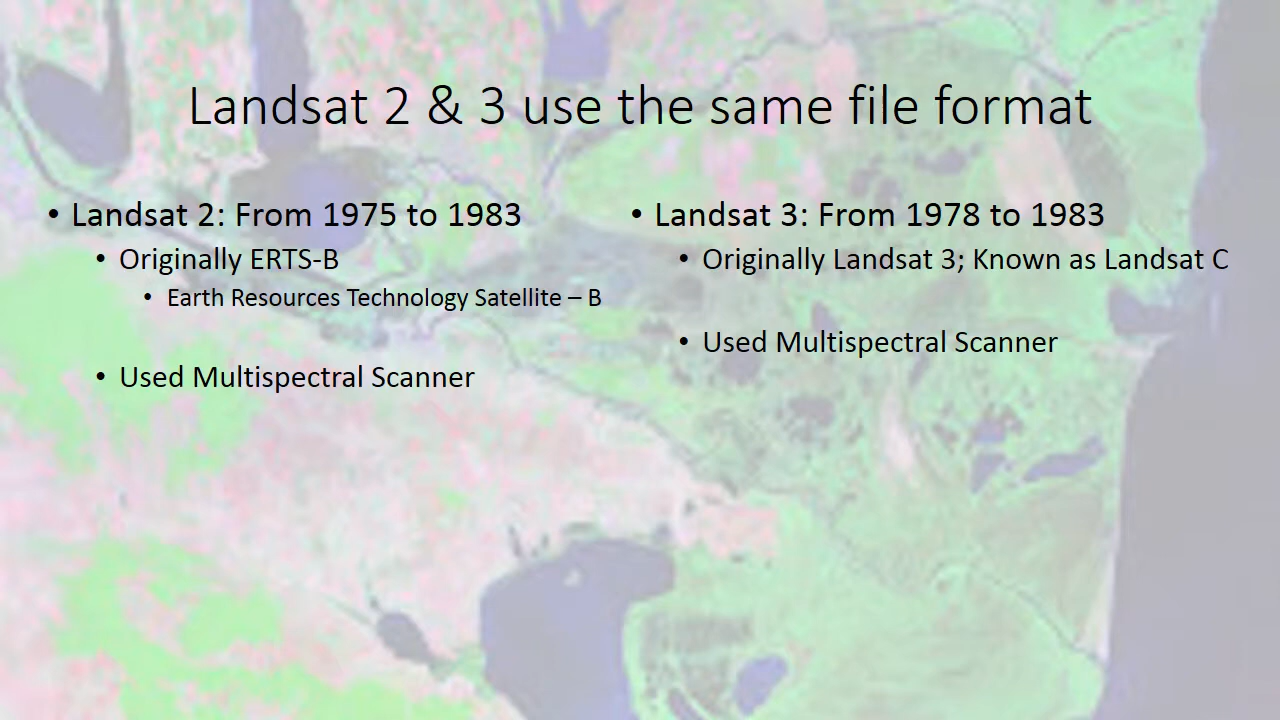 Landsat 2 & 3 use the same file format
• Landsat 2: From 1975 to 1983
• Originally ERTS-B
• Earth Resources Technology Satellite – B
• Used Multispectral Scanner
• Landsat 3: From 1978 to 1983
• Originally Landsat 3; Known as Landsat C
• Used Multispectral Scanner